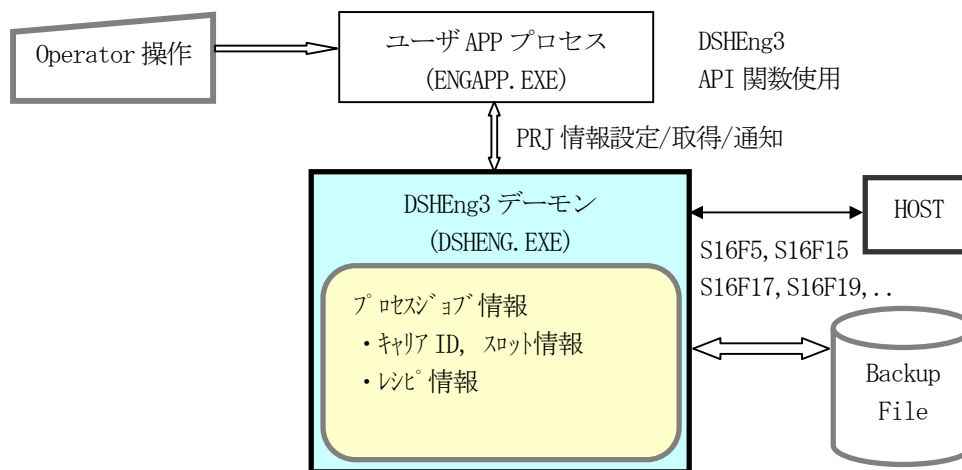 Operator 操作
ユーザ APP プロセス
(ENGAPP.EXE)
DSHEng3
API 関数使用
PRJ 情報設定/取得/通知
DSHEng3 デーモン
(DSHENG.EXE)
HOST
S16F5, S16F15
S16F17, S16F19,..
ﾌﾟﾛｾｽｼﾞｮﾌﾞ情報
・ｷｬﾘｱ ID, ｽﾛｯﾄ情報
・ﾚｼﾋﾟ情報
Backup
File